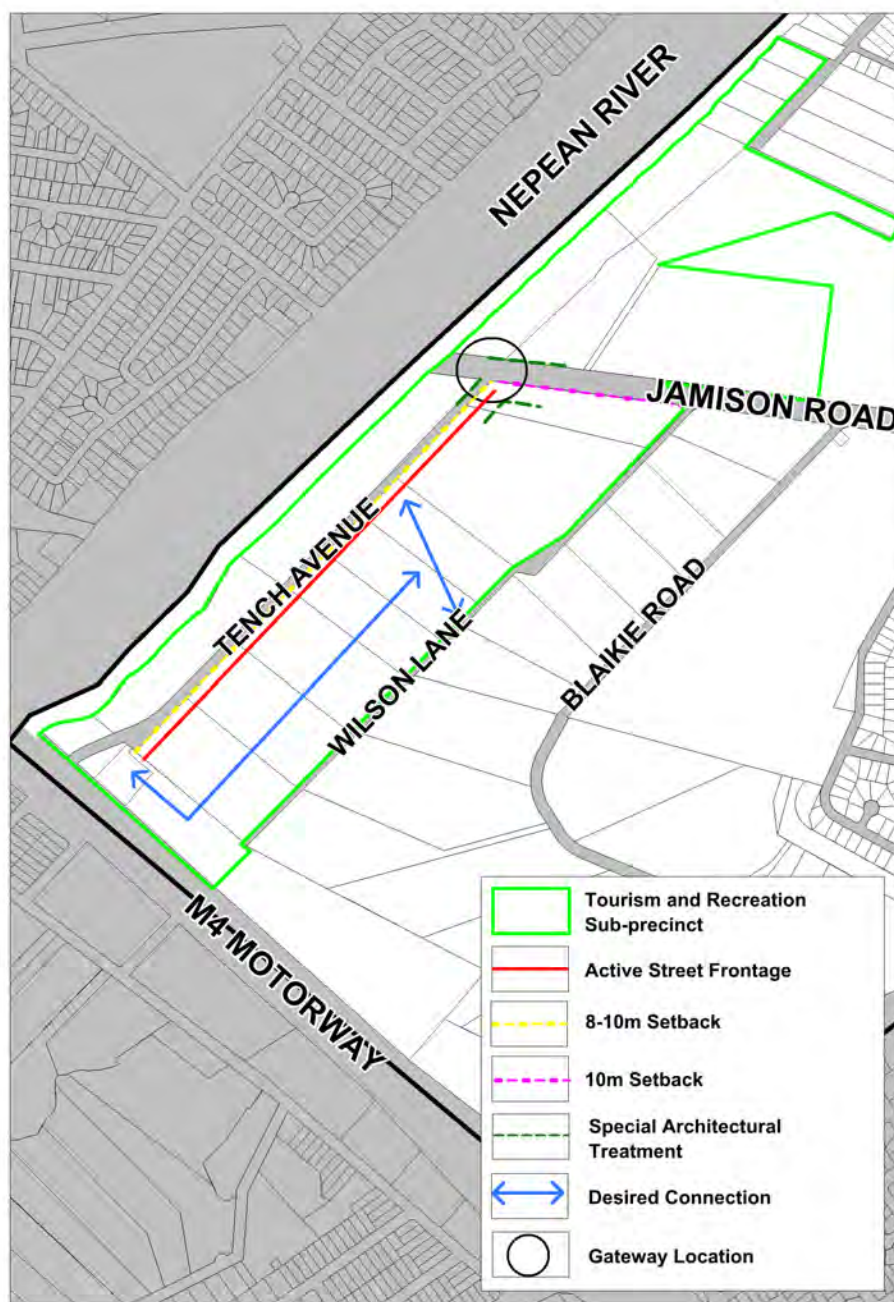 NEPEAN RIVER
JAMISON ROAD
TENCH AVENUE
WILSON LANE
BLAIKIE ROAD
M4 MOTORWAY
Tourism and Recreation
Sub-precinct
Active Street Frontage
8-10m Setback
10m Setback
Special Architectural
Treatment
Desired Connection
Gateway Location